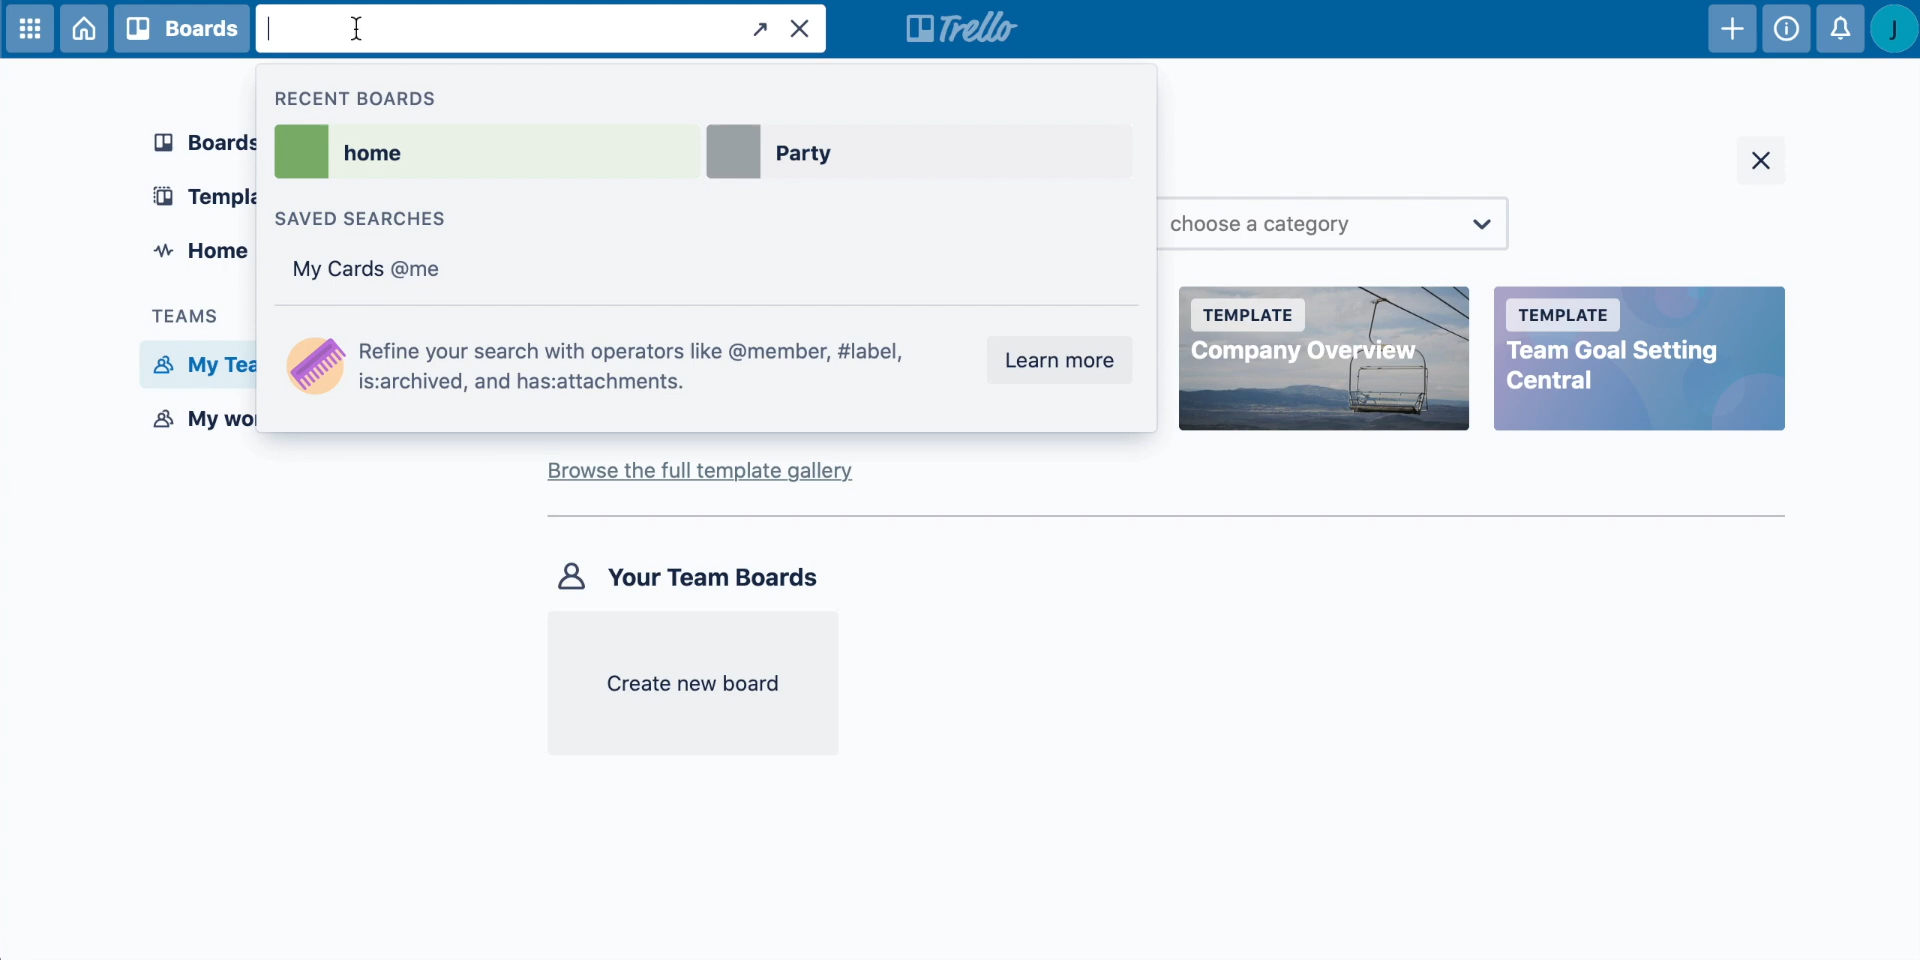 Boards
Trello
J
RECENT BOARDS
home
Party
SAVED SEARCHES
My Cards @me
Refine your search with operators like @member, #label,
is:archived, and has:attachments.
Learn more
Boards
Templa
Home
TEAMS
My Tea
My wor
choose a category
TEMPLATE
Company Overview
TEMPLATE
Team Goal Setting
Central
Browse the full template gallery
Your Team Boards
Create new board